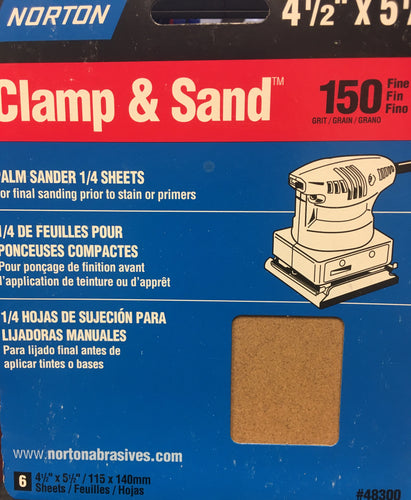 NORTON
4½" X 5½
Clamp & Sand™
150 Fine
Fin
Fino
GRIT / GRAIN / GRANO
PALM SANDER 1/4 SHEETS
for final sanding prior to stain or primers
1/4 DE FEUILLES POUR
PONCEUSES COMPACTES
Pour ponçage de finition avant
l'application de teinture ou d'apprêt
1/4 HOJAS DE SUJECIÓN PARA
LIJADORAS MANUALES
Para lijado final antes de
aplicar tintes o bases
www.nortonabrasives.com
6 4½" x 5½" / 115 x 140mm
Sheets / Feuilles / Hojas
#48300